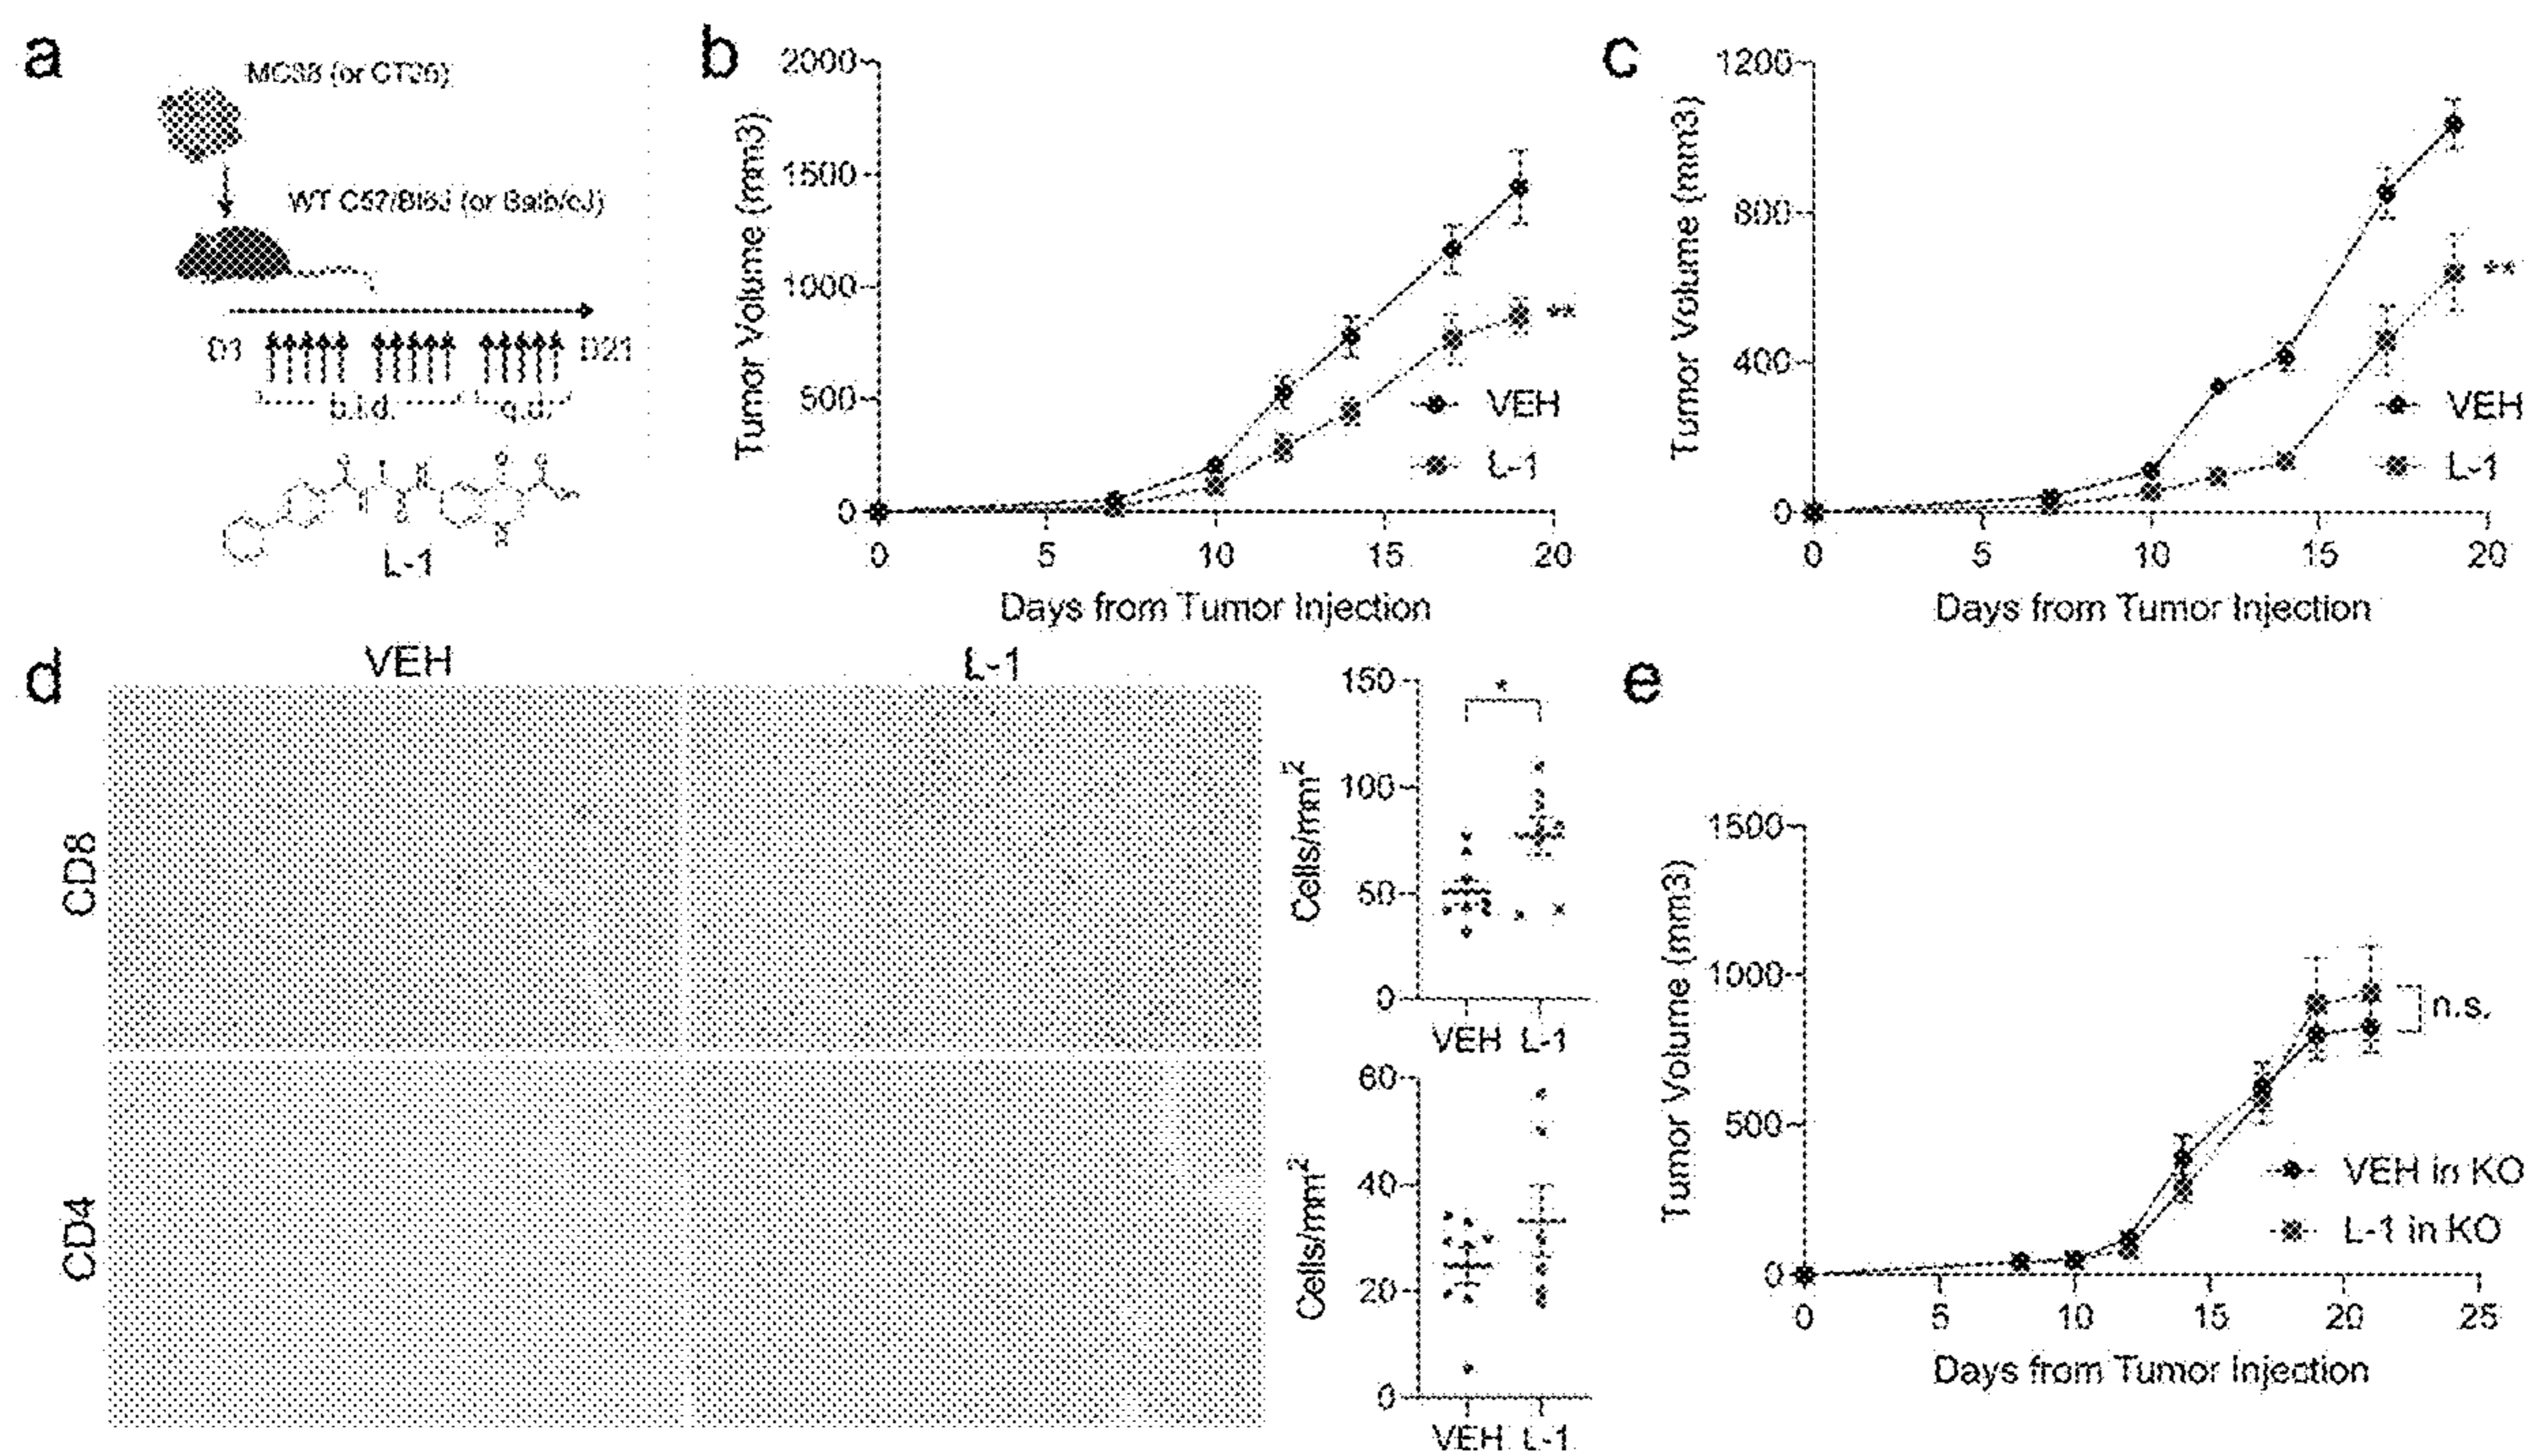 a
MC38 (or CT26)
WT C57/Bl6J (or Balb/cJ)
D1
D21
b.i.d.
q.d.
L-1
b
2000
1500
1000
500
0
Tumor Volume (mm3)
0 5 10 15 20
Days from Tumor Injection
VEH
L-1
**
c
1200
800
400
0
Tumor Volume (mm3)
0 5 10 15 20
Days from Tumor Injection
VEH
L-1
**
d
VEH L-1
CD8
CD4
150
100
50
0
Cells/mm2
*
VEH L-1
60
40
20
0
Cells/mm2
VEH L-1
e
1500
1000
500
0
Tumor Volume (mm3)
n.s.
VEH in KO
L-1 in KO
0 5 10 15 20 25
Days from Tumor Injection